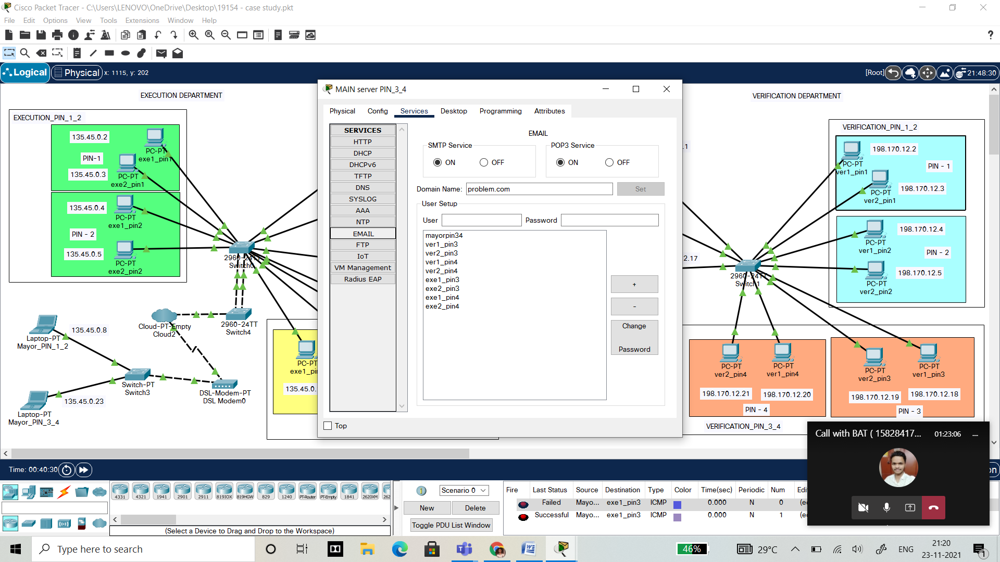 Cisco Packet Tracer - C:\Users\LENOVO\OneDrive\Desktop\19154 - case study.pkt
File Edit Options View Tools Extensions Window Help
Logical Physical x: 1115, y: 202
[Root] 21:48:30
EXECUTION DEPARTMENT
EXECUTION_PIN_1_2
135.45.0.2
PC-PT
exe1_pin1
PIN-1
135.45.0.3
PC-PT
exe2_pin1
135.45.0.4
PC-PT
exe1_pin2
PIN - 2
135.45.0.5
PC-PT
exe2_pin2
2960-24TT
Switch0
Cloud-PT-Empty
Cloud2
2960-24TT
Switch4
135.45.0.8
Laptop-PT
Mayor_PIN_1_2
Switch-PT
Switch3
DSL-Modem-PT
DSL Modem0
135.45.0.23
Laptop-PT
Mayor_PIN_3_4
PC-PT
exe1_pi
135.45.0.
MAIN server PIN_3_4
Physical Config Services Desktop Programming Attributes
SERVICES
HTTP
DHCP
DHCPv6
TFTP
DNS
SYSLOG
AAA
NTP
EMAIL
FTP
IoT
VM Management
Radius EAP
EMAIL
SMTP Service
ON OFF
POP3 Service
ON OFF
Domain Name: problem.com Set
User Setup
User Password
mayorpin34
ver1_pin3
ver2_pin3
ver1_pin4
ver2_pin4
exe1_pin3
exe2_pin3
exe1_pin4
exe2_pin4
+
-
Change
Password
Top
VERIFICATION DEPARTMENT
.1
2.17
VERIFICATION_PIN_1_2
198.170.12.2
PC-PT
ver1_pin1
PIN - 1
198.170.12.3
PC-PT
ver2_pin1
198.170.12.4
PC-PT
ver1_pin2
PIN - 2
198.170.12.5
PC-PT
ver2_pin2
2960-24TT
Switch1
PC-PT
ver2_pin4
PC-PT
ver1_pin4
198.170.12.21
198.170.12.20
PIN - 4
PC-PT
ver2_pin3
PC-PT
ver1_pin3
198.170.12.19
198.170.12.18
PIN - 3
VERIFICATION_PIN_3_4
Call with BAT ( 15828417... 01:23:06
Time: 00:40:30
on
4331 4321 1941 2901 2911 819IOX 819HGW 829 1240 PT-Router PT-Empty 1841 2620XM 262
(Select a Device to Drag and Drop to the Workspace)
Scenario 0
New Delete
Toggle PDU List Window
Fire Last Status Source Destination Type Color Time(sec) Periodic Num Edi
Failed Mayo... exe1_pin3 ICMP 0.000 N 0 (e
Successful Mayo... exe1_pin3 ICMP 0.000 N 1 (e
Type here to search
46%
29°C
ENG
21:20
23-11-2021
1